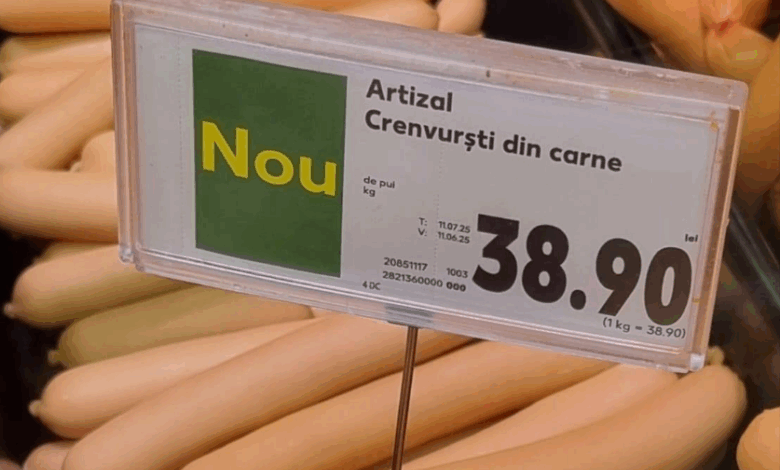 Nou
Artizal
Crenvurști din carne
de pui
kg
T: 11.07.25
V: 11.06.25
lei
38.90
20851117 1003
2821360000 000
4 DC
(1 kg = 38.90)